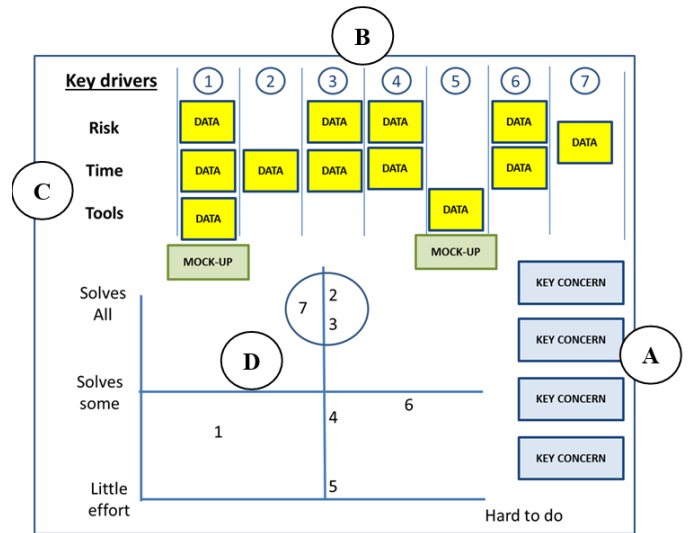 B
Key drivers 1 2 3 4 5 6 7
Risk DATA DATA DATA DATA
DATA
Time DATA DATA DATA DATA DATA
C
Tools DATA DATA
MOCK-UP MOCK-UP
KEY CONCERN
Solves
All
7 2
3
KEY CONCERN
A
D
Solves
some
KEY CONCERN
1 4 6
KEY CONCERN
5
Little
effort
Hard to do